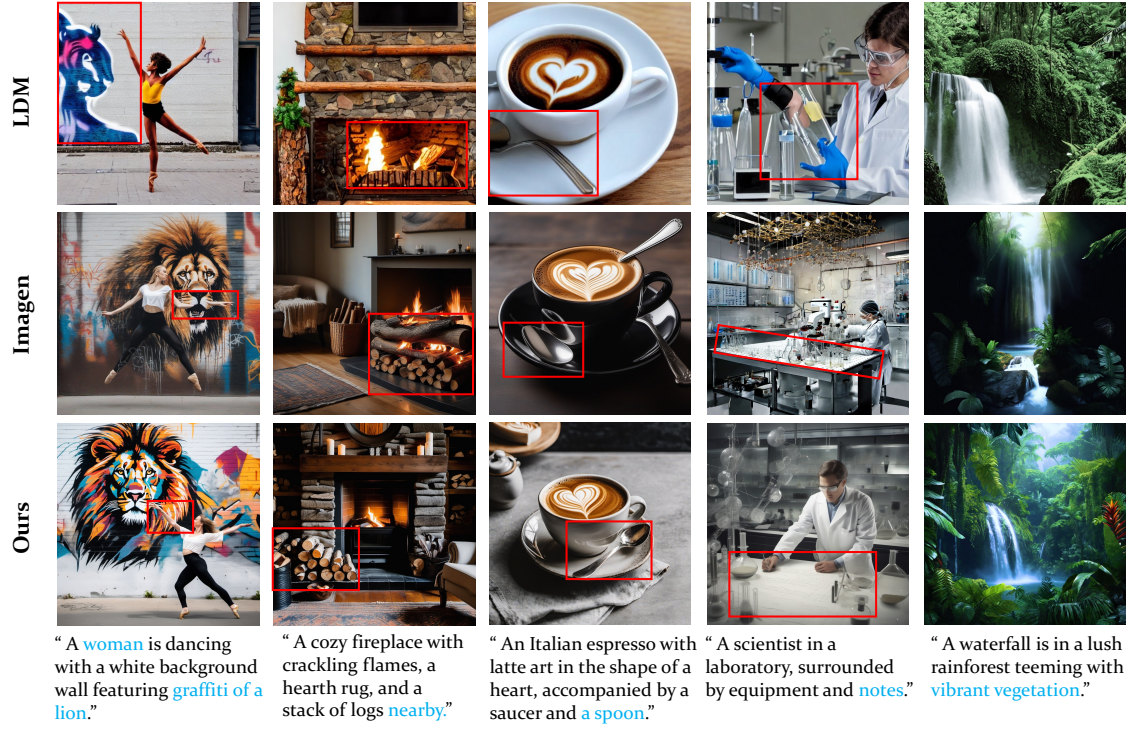 LDM
Imagen
Ours
“ A woman is dancing
with a white background
wall featuring graffiti of a
lion.”
“ A cozy fireplace with
crackling flames, a
hearth rug, and a
stack of logs nearby.”
“ An Italian espresso with
latte art in the shape of a
heart, accompanied by a
saucer and a spoon.”
“ A scientist in a
laboratory, surrounded
by equipment and notes.”
“ A waterfall is in a lush
rainforest teeming with
vibrant vegetation.”